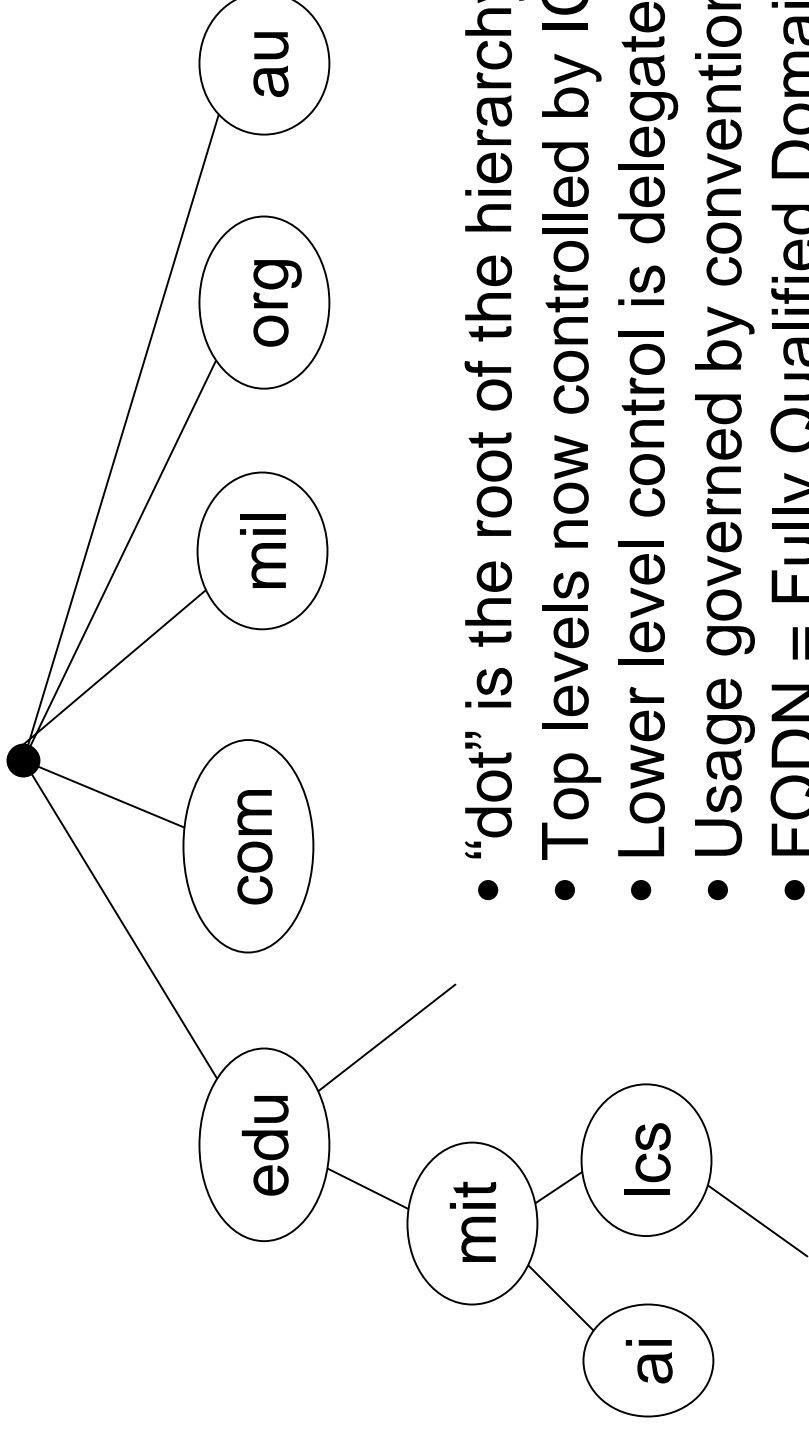 edu com mil org au
mit
ai lcs
• “dot” is the root of the hierarchy
• Top levels now controlled by
• Lower level control is
• Usage governed by
• FQDN = Fully Qualified